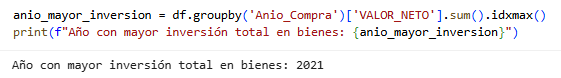 anio_mayor_inversion = df.groupby('Anio_Compra')['VALOR_NETO'].sum().idxmax()
print(f"Año con mayor inversión total en bienes: {anio_mayor_inversion}")
Año con mayor inversión total en bienes: 2021